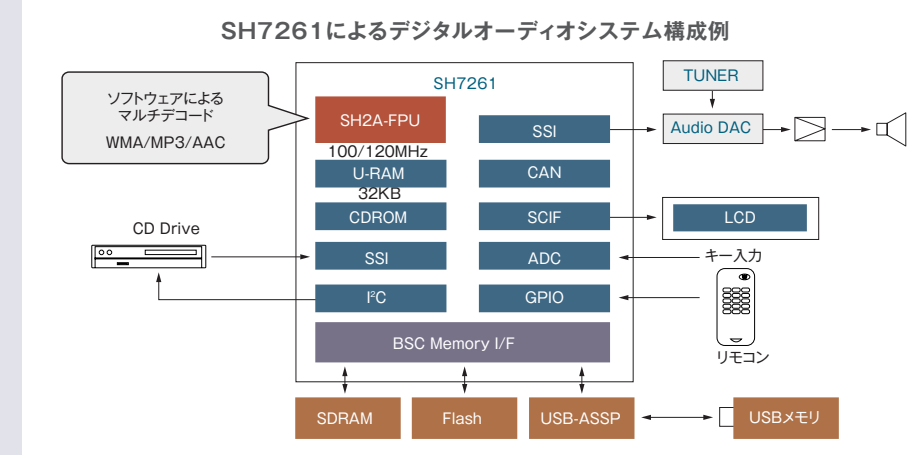 SH7261によるデジタルオーディオシステム構成例
SH7261
ソフトウェアによる
マルチデコード
WMA/MP3/AAC
SH2A-FPU
100/120MHz
U-RAM
32KB
CDROM
SSI
I²C
SSI
CAN
SCIF
ADC
GPIO
BSC Memory I/F
CD Drive
TUNER
Audio DAC
LCD
キー入力
リモコン
SDRAM
Flash
USB-ASSP
USBメモリ